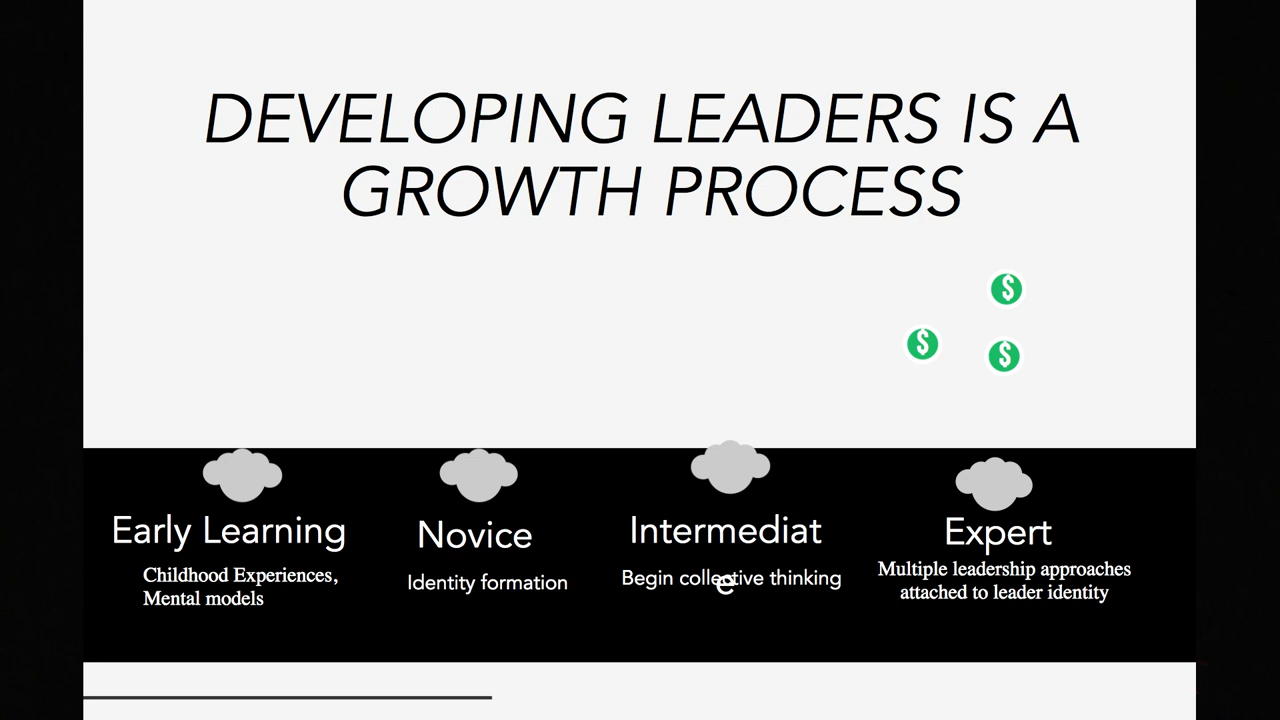 DEVELOPING LEADERS IS A
GROWTH PROCESS
$
$
$
Early Learning
Childhood Experiences,
Mental models
Novice
Identity formation
Intermediat
e
Begin collective thinking
Expert
Multiple leadership approaches
attached to leader identity